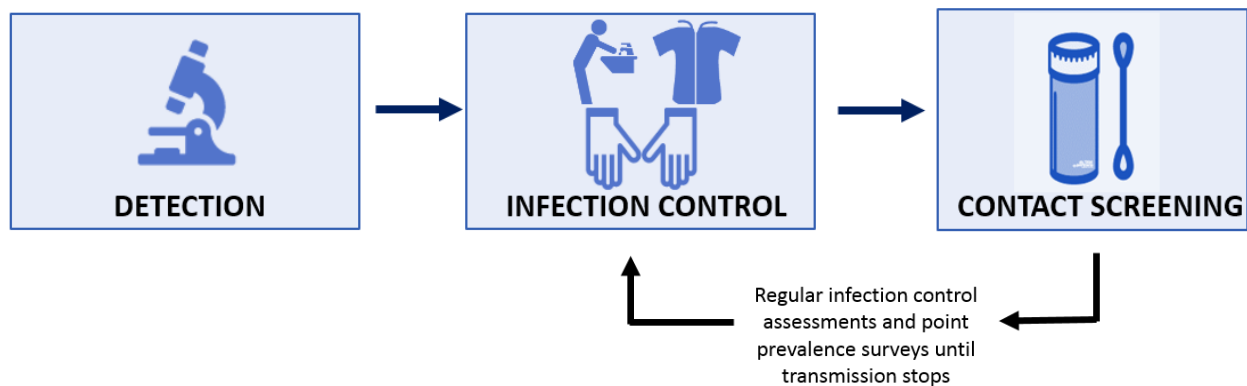 DETECTION
INFECTION CONTROL
CONTACT SCREENING
Regular infection control
assessments and point
prevalence surveys until
transmission stops